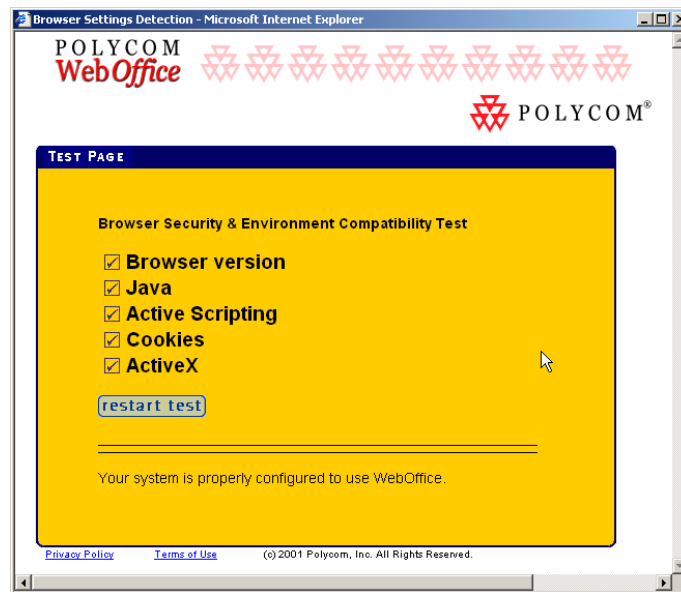 Browser Settings Detection - Microsoft Internet Explorer
POLYCOM
WebOffice
POLYCOM®
TEST PAGE
Browser Security & Environment Compatibility Test
Browser version
Java
Active Scripting
Cookies
ActiveX
restart test
Your system is properly configured to use WebOffice.
Privacy Policy Terms of Use (c) 2001 Polycom, Inc. All Rights Reserved.